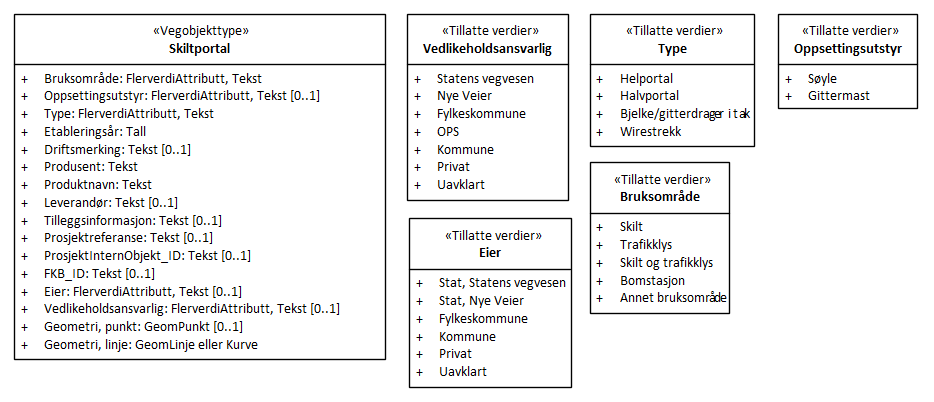 «Vegobjekttype»
Skiltportal
+ Bruksområde: FlerverdiAttributt, Tekst
+ Oppsettingsutstyr: FlerverdiAttributt, Tekst [0..1]
+ Type: FlerverdiAttributt, Tekst
+ Etableringsår: Tall
+ Driftsmerking: Tekst [0..1]
+ Produsent: Tekst
+ Produktnavn: Tekst
+ Leverandør: Tekst [0..1]
+ Tilleggsinformasjon: Tekst [0..1]
+ Prosjektreferanse: Tekst [0..1]
+ ProsjektInternObjekt_ID: Tekst [0..1]
+ FKB_ID: Tekst [0..1]
+ Eier: FlerverdiAttributt, Tekst [0..1]
+ Vedlikeholdsansvarlig: FlerverdiAttributt, Tekst [0..1]
+ Geometri, punkt: GeomPunkt [0..1]
+ Geometri, linje: GeomLinje eller Kurve
«Tillatte verdier»
Vedlikeholdsansvarlig
+ Statens vegvesen
+ Nye Veier
+ Fylkeskommune
+ OPS
+ Kommune
+ Privat
+ Uavklart
«Tillatte verdier»
Eier
+ Stat, Statens vegvesen
+ Stat, Nye Veier
+ Fylkeskommune
+ Kommune
+ Privat
+ Uavklart
«Tillatte verdier»
Type
+ Helportal
+ Halvportal
+ Bjelke/gitterdrager i tak
+ Wirestrekk
«Tillatte verdier»
Bruksområde
+ Skilt
+ Trafikklys
+ Skilt og trafikklys
+ Bomstasjon
+ Annet bruksområde
«Tillatte verdier»
Oppsettingsutstyr
+ Søyle
+ Gittermast